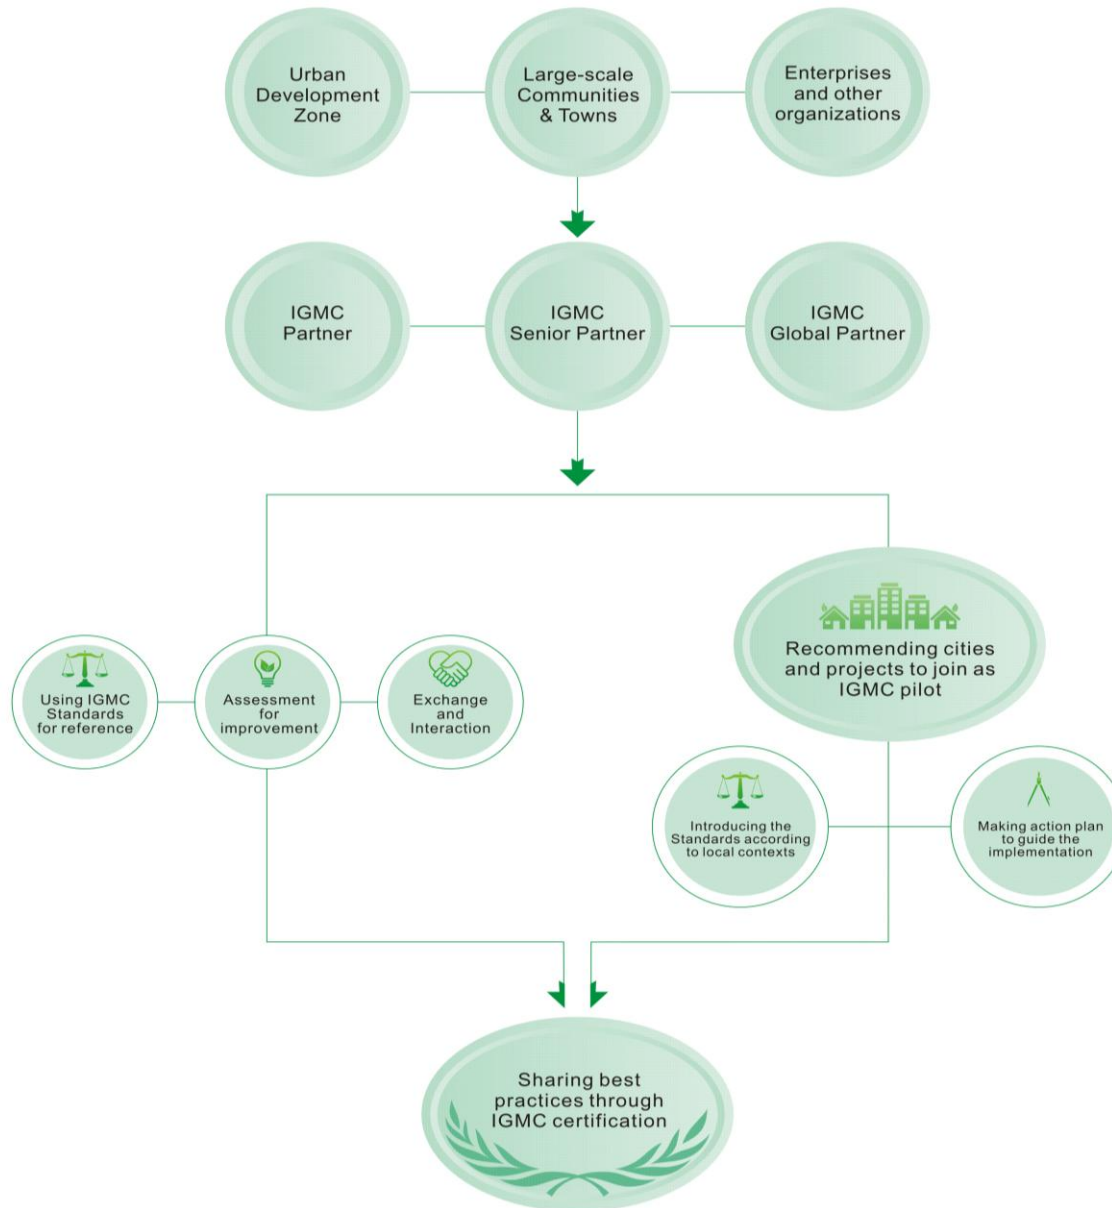 Urban
Development
Zone
Large-scale
Communities
& Towns
Enterprises
and other
organizations
IGMC
Partner
IGMC
Senior Partner
IGMC
Global Partner
Using IGMC
Standards
for reference
Assessment
for
improvement
Exchange
and
Interaction
Recommending cities
and projects to join as
IGMC pilot
Introducing the
Standards according
to local contexts
Making action plan
to guide the
implementation
Sharing best
practices through
IGMC certification